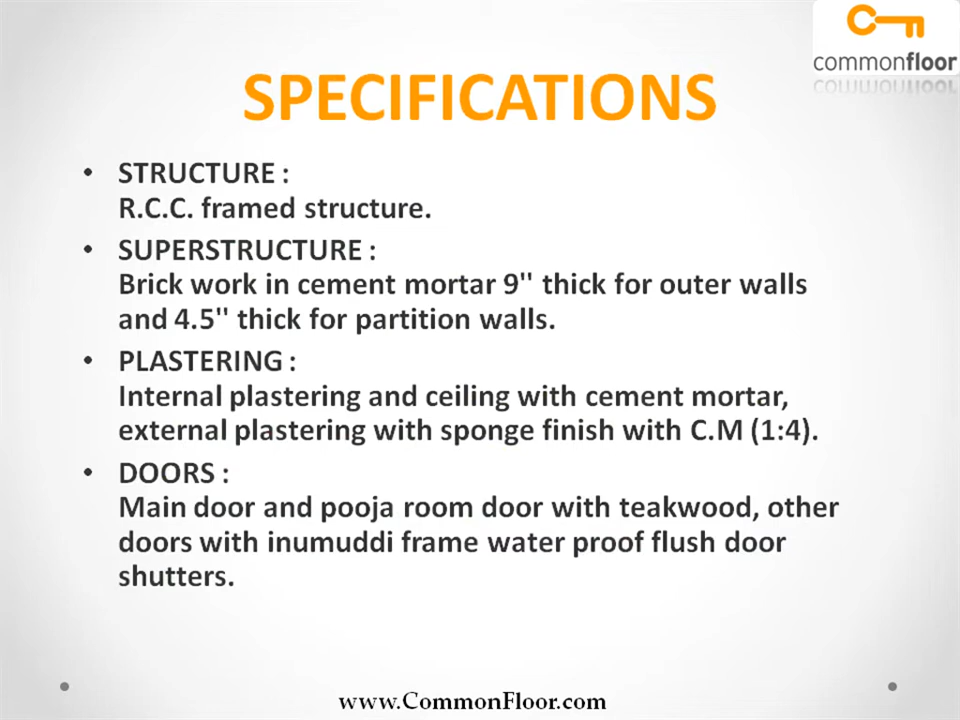 commonfloor
SPECIFICATIONS
• STRUCTURE :
R.C.C. framed structure.
• SUPERSTRUCTURE :
Brick work in cement mortar 9'' thick for outer walls
and 4.5'' thick for partition walls.
• PLASTERING :
Internal plastering and ceiling with cement mortar,
external plastering with sponge finish with C.M (1:4).
• DOORS :
Main door and pooja room door with teakwood, other
doors with inumuddi frame water proof flush door
shutters.
www.CommonFloor.com